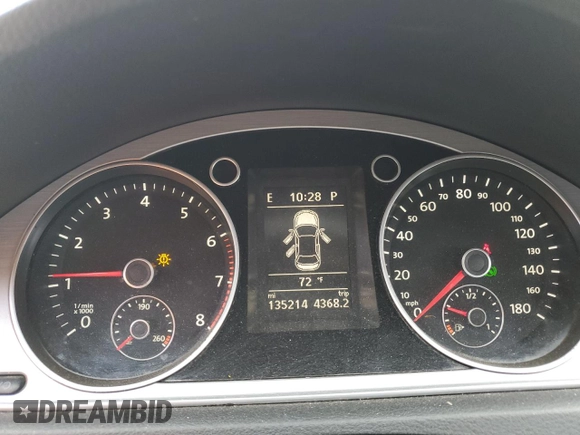 E 10:28 P
72 °F
mi trip
135214 4368.2
0 1 2 3 4 5 6 7 8
1/min
x 1000
190
260
0 10 20 30 40 50 60 70 80 90 100 110 120 130 140 160 180
mph
1/2
1
DREAMBID